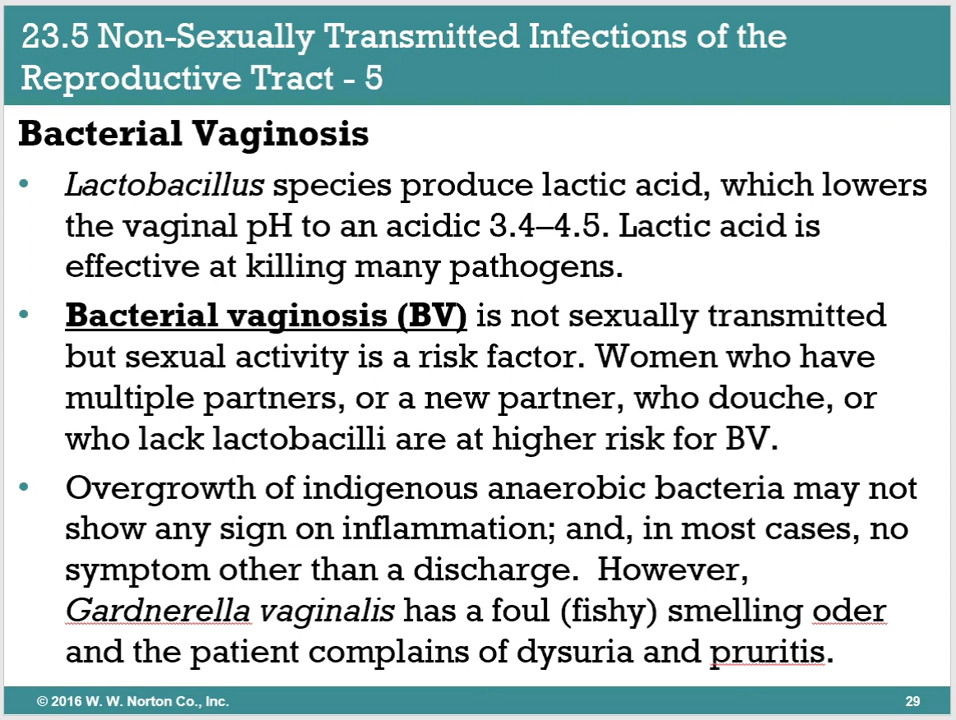 23.5 Non-Sexually Transmitted Infections of the
Reproductive Tract - 5
Bacterial Vaginosis
• Lactobacillus species produce lactic acid, which lowers
the vaginal pH to an acidic 3.4–4.5. Lactic acid is
effective at killing many pathogens.
• Bacterial vaginosis (BV) is not sexually transmitted
but sexual activity is a risk factor. Women who have
multiple partners, or a new partner, who douche, or
who lack lactobacilli are at higher risk for BV.
• Overgrowth of indigenous anaerobic bacteria may not
show any sign on inflammation; and, in most cases, no
symptom other than a discharge.  However,
Gardnerella vaginalis has a foul (fishy) smelling oder
and the patient complains of dysuria and pruritis.
© 2016 W. W. Norton Co., Inc.
29